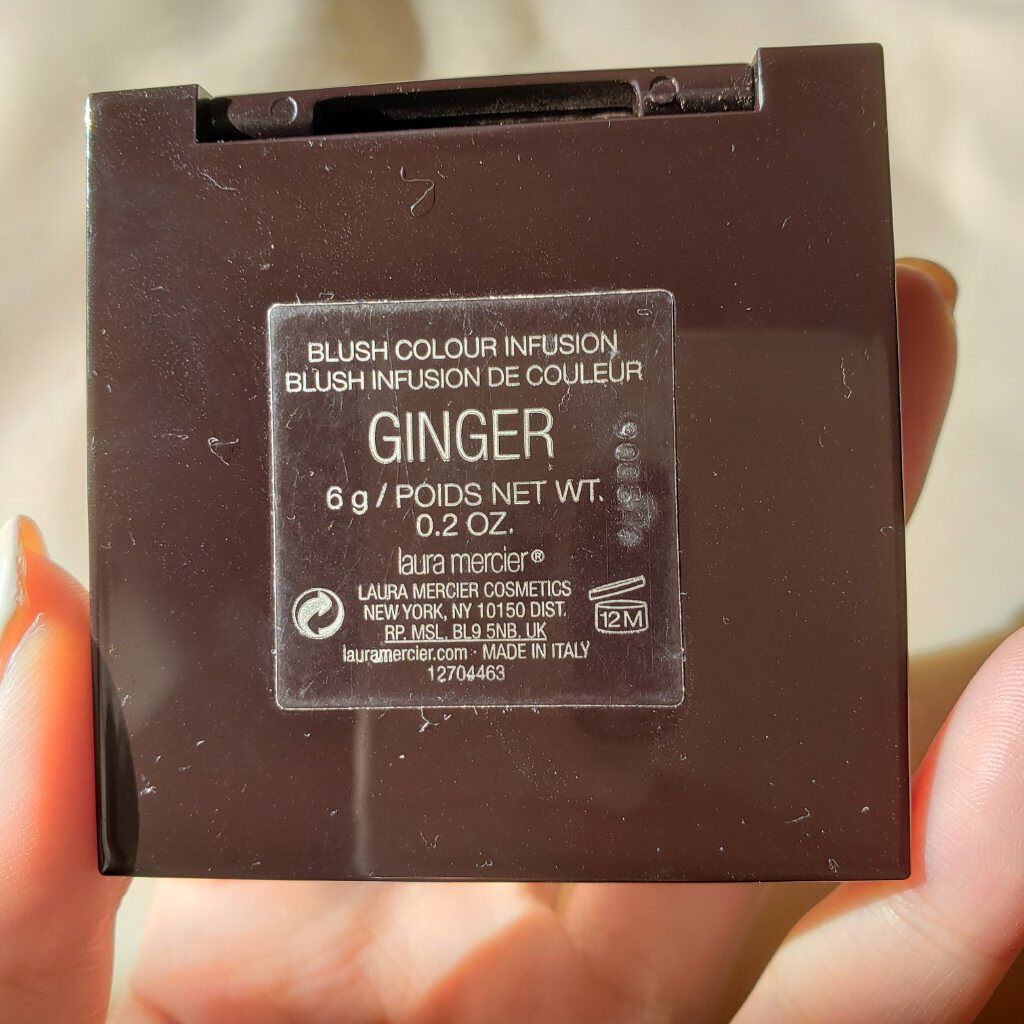 BLUSH COLOUR INFUSION
BLUSH INFUSION DE COULEUR
GINGER
6 g / POIDS NET WT.
0.2 OZ.
laura mercier®
LAURA MERCIER COSMETICS
NEW YORK, NY 10150 DIST.
RP, MSL, BL9 5NB, UK
lauramercier.com · MADE IN ITALY
12704463
12M